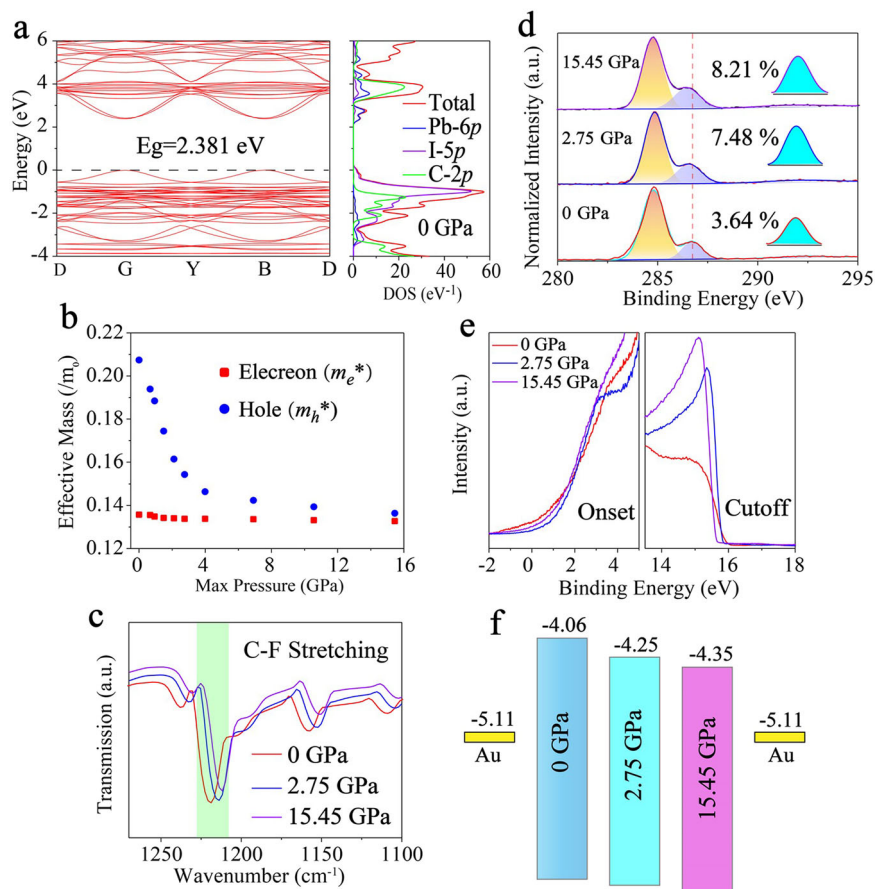 a
Energy (eV)
6
4
2
0
-2
-4
Eg=2.381 eV
D
G
Y
B
D
Total
Pb-6p
I-5p
C-2p
0 GPa
0
20
40
60
DOS (eV-1)
d
Normalized Intensity (a.u.)
15.45 GPa
8.21 %
2.75 GPa
7.48 %
0 GPa
3.64 %
280
285
290
295
Binding Energy (eV)
b
Effective Mass (/mo)
0.22
0.20
0.18
0.16
0.14
0.12
Elecreon (me*)
Hole (mh*)
0
4
8
12
16
Max Pressure (GPa)
e
Intensity (a.u.)
0 GPa
2.75 GPa
15.45 GPa
Onset
Cutoff
-2
0
2
4
14
16
18
Binding Energy (eV)
c
Transmission (a.u.)
C-F Stretching
0 GPa
2.75 GPa
15.45 GPa
1250
1200
1150
1100
Wavenumber (cm-1)
f
-4.06
-4.25
-4.35
-5.11
Au
0 GPa
2.75 GPa
15.45 GPa
-5.11
Au